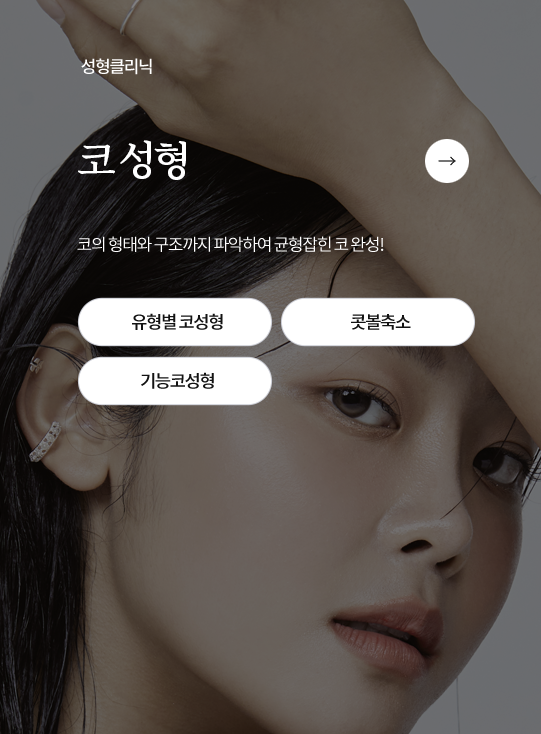 성형클리닉
코 성형
코의 형태와 구조까지 파악하여 균형잡힌 코 완성!
유형별 코성형
콧볼축소
기능코성형